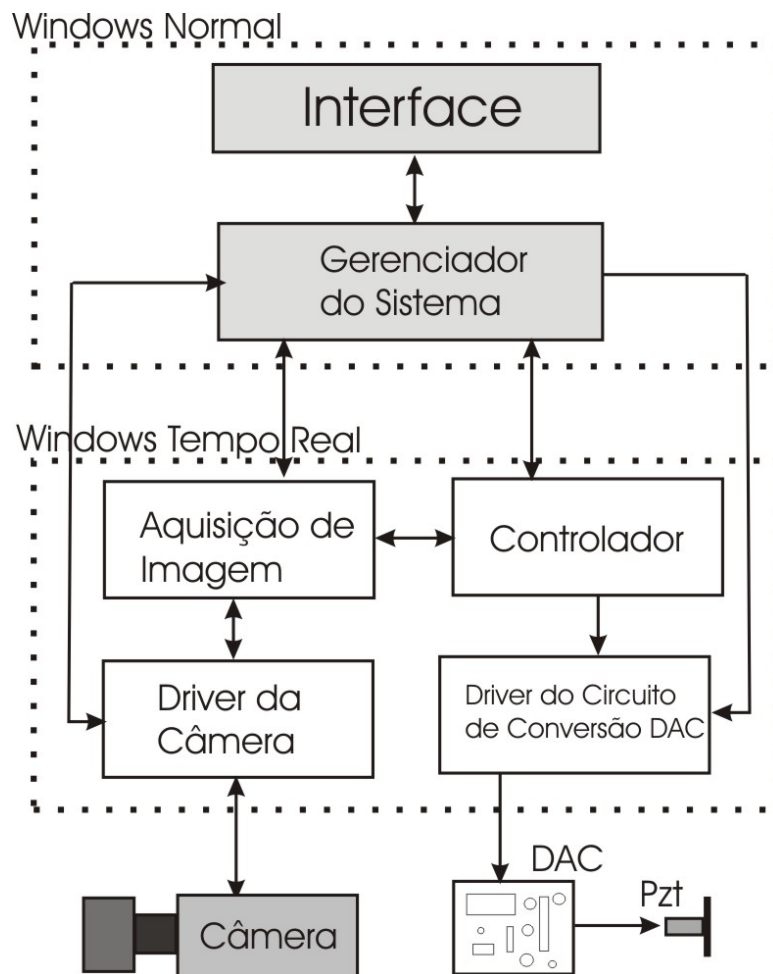 Windows Normal
Interface
Gerenciador
do Sistema
Windows Tempo Real
Aquisição de
Imagem
Controlador
Driver da
Câmera
Driver do Circuito
de Conversão DAC
DAC
Pzt
Câmera